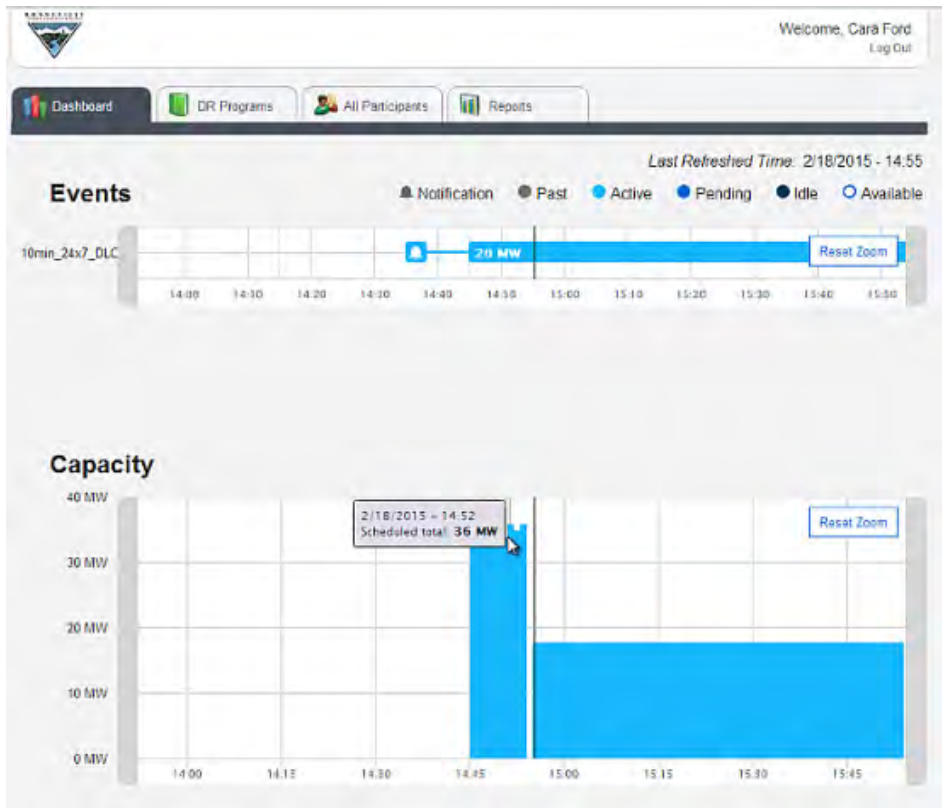 Welcome, Cara Ford
Log Out
Dashboard DR Programs All Participants Reports
Last Refreshed Time: 2/18/2015 - 14:55
Events
Notification Past Active Pending Idle Available
10min_24x7_DLC
20 MW
Reset Zoom
14:00 14:10 14:20 14:30 14:40 14:50 15:00 15:10 15:20 15:30 15:40 15:50
Capacity
40 MW
2/18/2015 - 14:52
Scheduled total: 36 MW
Reset Zoom
30 MW
20 MW
10 MW
0 MW
14:00 14:15 14:30 14:45 15:00 15:15 15:30 15:45